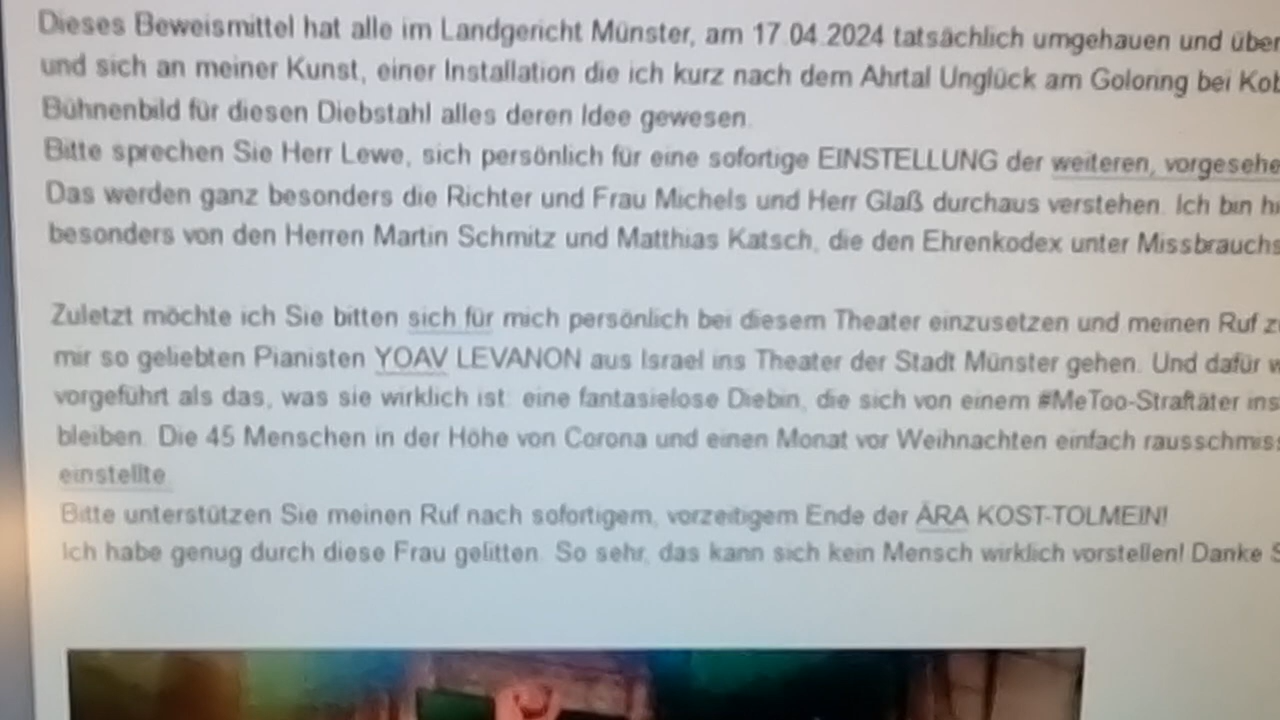 Dieses Beweismittel hat alle im Landgericht Münster, am 17.04.2024 tatsächlich umgehauen und über
und sich an meiner Kunst, einer Installation die ich kurz nach dem Ahrtal Unglück am Goloring bei Kob
Bühnenbild für diesen Diebstahl alles deren Idee gewesen.
Bitte sprechen Sie Herr Lewe, sich persönlich für eine sofortige EINSTELLUNG der weiteren, vorgesehe
Das werden ganz besonders die Richter und Frau Michels und Herr Glaß durchaus verstehen. Ich bin hi
besonders von den Herren Martin Schmitz und Matthias Katsch, die den Ehrenkodex unter Missbrauchs
Zuletzt möchte ich Sie bitten sich für mich persönlich bei diesem Theater einzusetzen und meinen Ruf z
mir so geliebten Pianisten YOAV LEVANON aus Israel ins Theater der Stadt Münster gehen. Und dafür w
vorgeführt als das, was sie wirklich ist: eine fantasielose Diebin, die sich von einem #MeToo-Straftäter ins
bleiben. Die 45 Menschen in der Höhe von Corona und einen Monat vor Weihnachten einfach rausschmiss
einstellte.
Bitte unterstützen Sie meinen Ruf nach sofortigem, vorzeitigem Ende der ÄRA KOST-TOLMEIN!
Ich habe genug durch diese Frau gelitten. So sehr, das kann sich kein Mensch wirklich vorstellen! Danke S